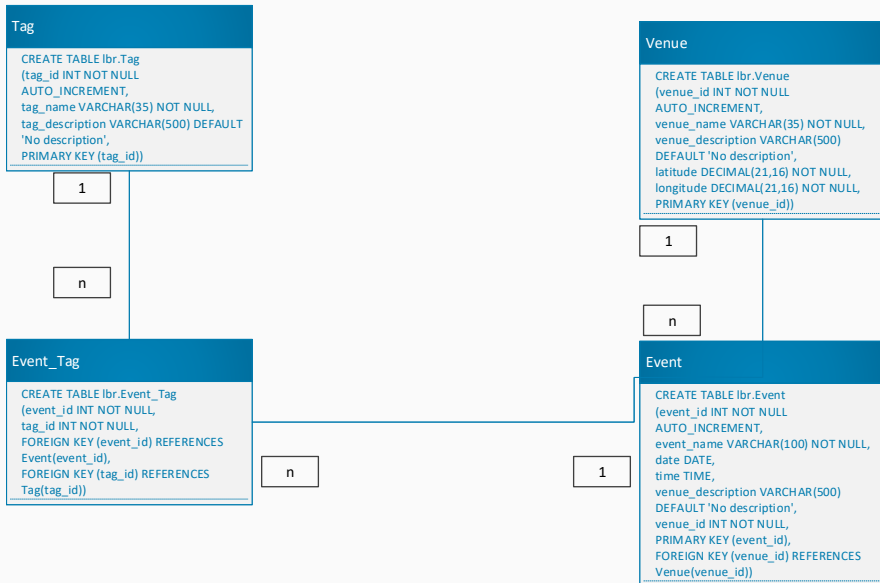 Tag
CREATE TABLE lbr.Tag
(tag_id INT NOT NULL
AUTO_INCREMENT,
tag_name VARCHAR(35) NOT NULL,
tag_description VARCHAR(500) DEFAULT
'No description',
PRIMARY KEY (tag_id))
1
n
Venue
CREATE TABLE lbr.Venue
(venue_id INT NOT NULL
AUTO_INCREMENT,
venue_name VARCHAR(35) NOT NULL,
venue_description VARCHAR(500)
DEFAULT 'No description',
latitude DECIMAL(21,16) NOT NULL,
longitude DECIMAL(21,16) NOT NULL,
PRIMARY KEY (venue_id))
1
n
Event_Tag
CREATE TABLE lbr.Event_Tag
(event_id INT NOT NULL,
tag_id INT NOT NULL,
FOREIGN KEY (event_id) REFERENCES
Event(event_id),
FOREIGN KEY (tag_id) REFERENCES
Tag(tag_id))
n
1
Event
CREATE TABLE lbr.Event
(event_id INT NOT NULL
AUTO_INCREMENT,
event_name VARCHAR(100) NOT NULL,
date DATE,
time TIME,
venue_description VARCHAR(500)
DEFAULT 'No description',
venue_id INT NOT NULL,
PRIMARY KEY (event_id),
FOREIGN KEY (venue_id) REFERENCES
Venue(venue_id))